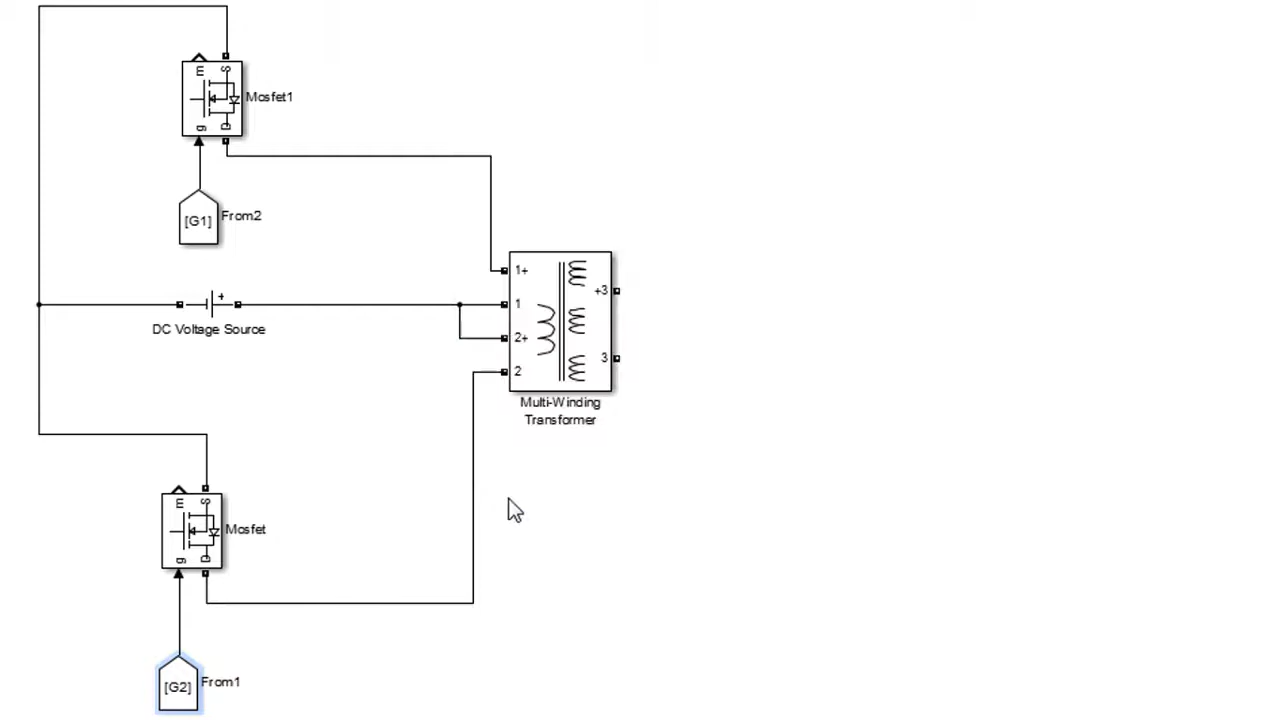 m
S
Mosfet1
g
D
[G1]
From2
1+
+3
1
+
DC Voltage Source
2+
3
2
Multi-Winding
Transformer
m
S
Mosfet
g
D
[G2]
From1